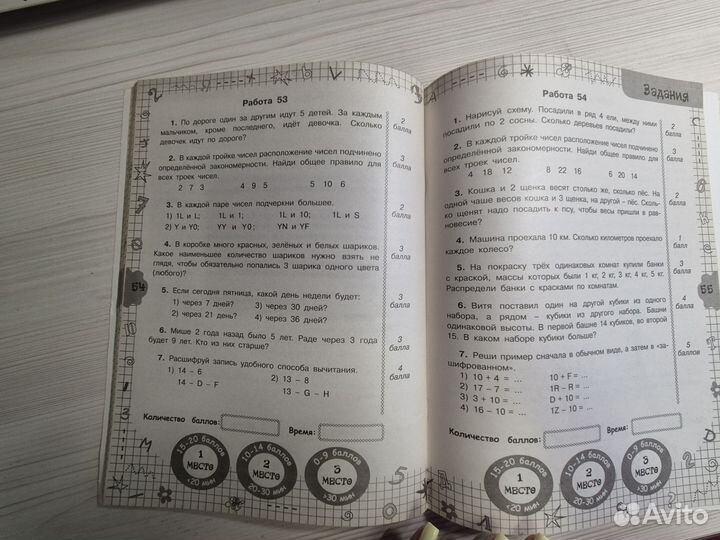 Работа 53
1. По дороге один за другим идут 5 детей. За каждым
мальчиком, кроме последнего, идёт девочка. Сколько
девочек идут по дороге?
2
балла
2. В каждой тройке чисел расположение чисел подчинено
определённой закономерности. Найди общее правило для
всех троек чисел.
2 7 3 4 9 5 5 10 6
3
балла
3. В каждой паре чисел подчеркни большее.
1) 1L и L; 1L и 1; 1L и 10; 1L и S
2) Y и Y0; YY и Y0; YN и YF
2
балла
4. В коробке много красных, зелёных и белых шариков.
Какое наименьшее количество шариков нужно взять не
глядя, чтобы обязательно попались 3 шарика одного цвета
(любого)?
3
балла
54
5. Если сегодня пятница, какой день недели будет:
1) через 7 дней? 3) через 30 дней?
2) через 21 день? 4) через 36 дней?
3
балла
6. Мише 2 года назад было 5 лет. Раде через 3 года
будет 9 лет. Кто из них старше?
3
балла
7. Расшифруй запись удобного способа вычитания.
1) 14 – 6 2) 13 – 8
14 – D – F 13 – G – H
4
балла
Количество баллов:
Время:
15-20 баллов
1
место
<20 мин
10-14 баллов
2
место
20-30 мин
0-9 баллов
3
место
>30 мин
Задания
Работа 54
1. Нарисуй схему. Посадили в ряд 4 ели, между ними
посадили по 2 сосны. Сколько деревьев посадили?
2
балла
2. В каждой тройке чисел расположение чисел подчинено
определённой закономерности. Найди общее правило для
всех троек чисел.
4 18 12 8 22 16 6 20 14
3
балла
3. Кошка и 2 щенка весят столько же, сколько пёс. На
одной чаше весов кошка и 3 щенка, на другой – пёс. Сколь-
ко щенят надо посадить к псу, чтобы весы пришли в рав-
новесие?
2
балла
4. Машина проехала 10 км. Сколько километров проехало
каждое колесо?
1
балл
5. На покраску трёх одинаковых комнат купили банки
с краской, массы которых были 1 кг, 2 кг, 3 кг, 4 кг, 5 кг.
Распредели банки с красками по комнатам.
3
балла
55
6. Витя поставил один на другой кубики из одного
набора, а рядом – кубики из другого набора. Башни
одинаковой высоты. В первой башне 14 кубиков, во второй
15. В каком наборе кубики больше?
4
балла
7. Реши пример сначала в обычном виде, а затем в «за-
шифрованном».
1) 10 + 4 = ... 10 + F = ...
2) 17 – 7 = ... 1R – R = ...
3) 3 + 10 = ... D + 10 = ...
4) 16 – 10 = ... 1Z – 10 = ...
5
баллов
Количество баллов:
Время:
15-20 баллов
1
место
<20 мин
10-14 баллов
2
место
20-30 мин
0-9 баллов
3
место
>30 мин
Avito